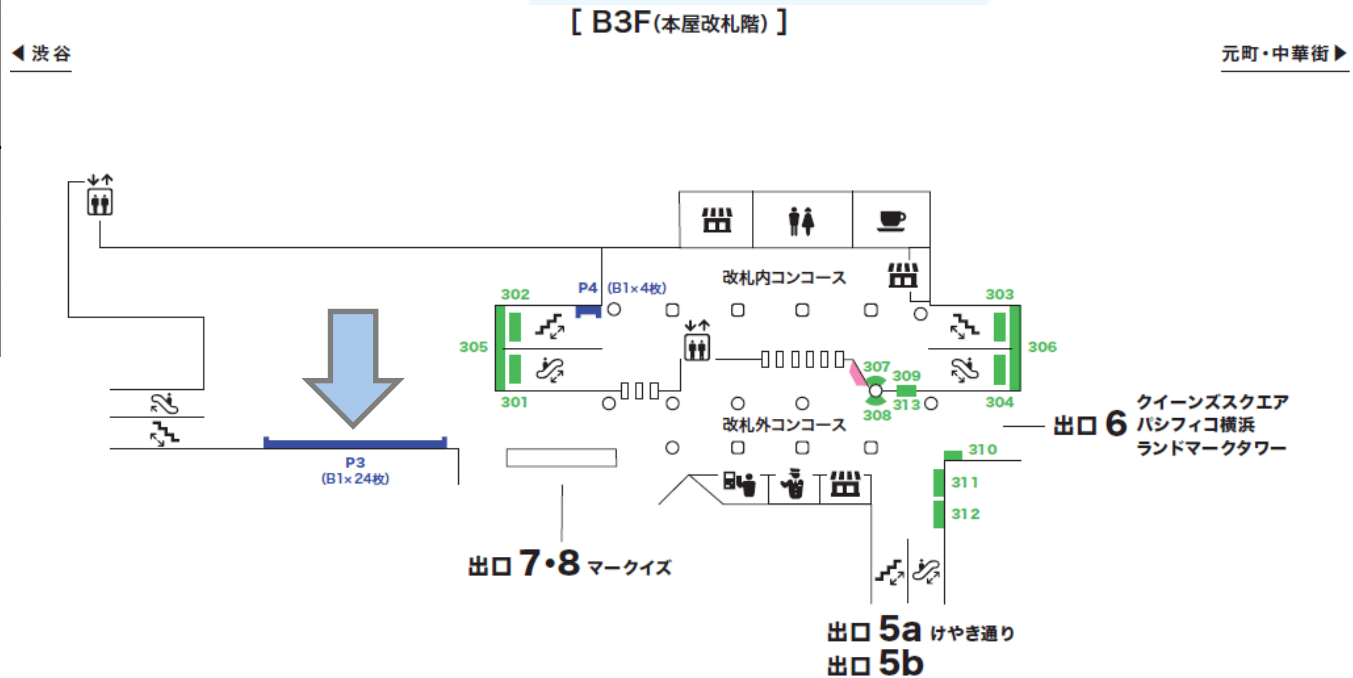 [ B3F(本屋改札階) ]
◀渋谷
元町・中華街▶
改札内コンコース
P4 (B1×4枚)
302
303
305
306
307
309
301
308
313
304
改札外コンコース
P3
(B1×24枚)
310
311
312
出口 6
クイーンズスクエア
パシフィコ横浜
ランドマークタワー
出口 7・8 マークイズ
出口 5a けやき通り
出口 5b